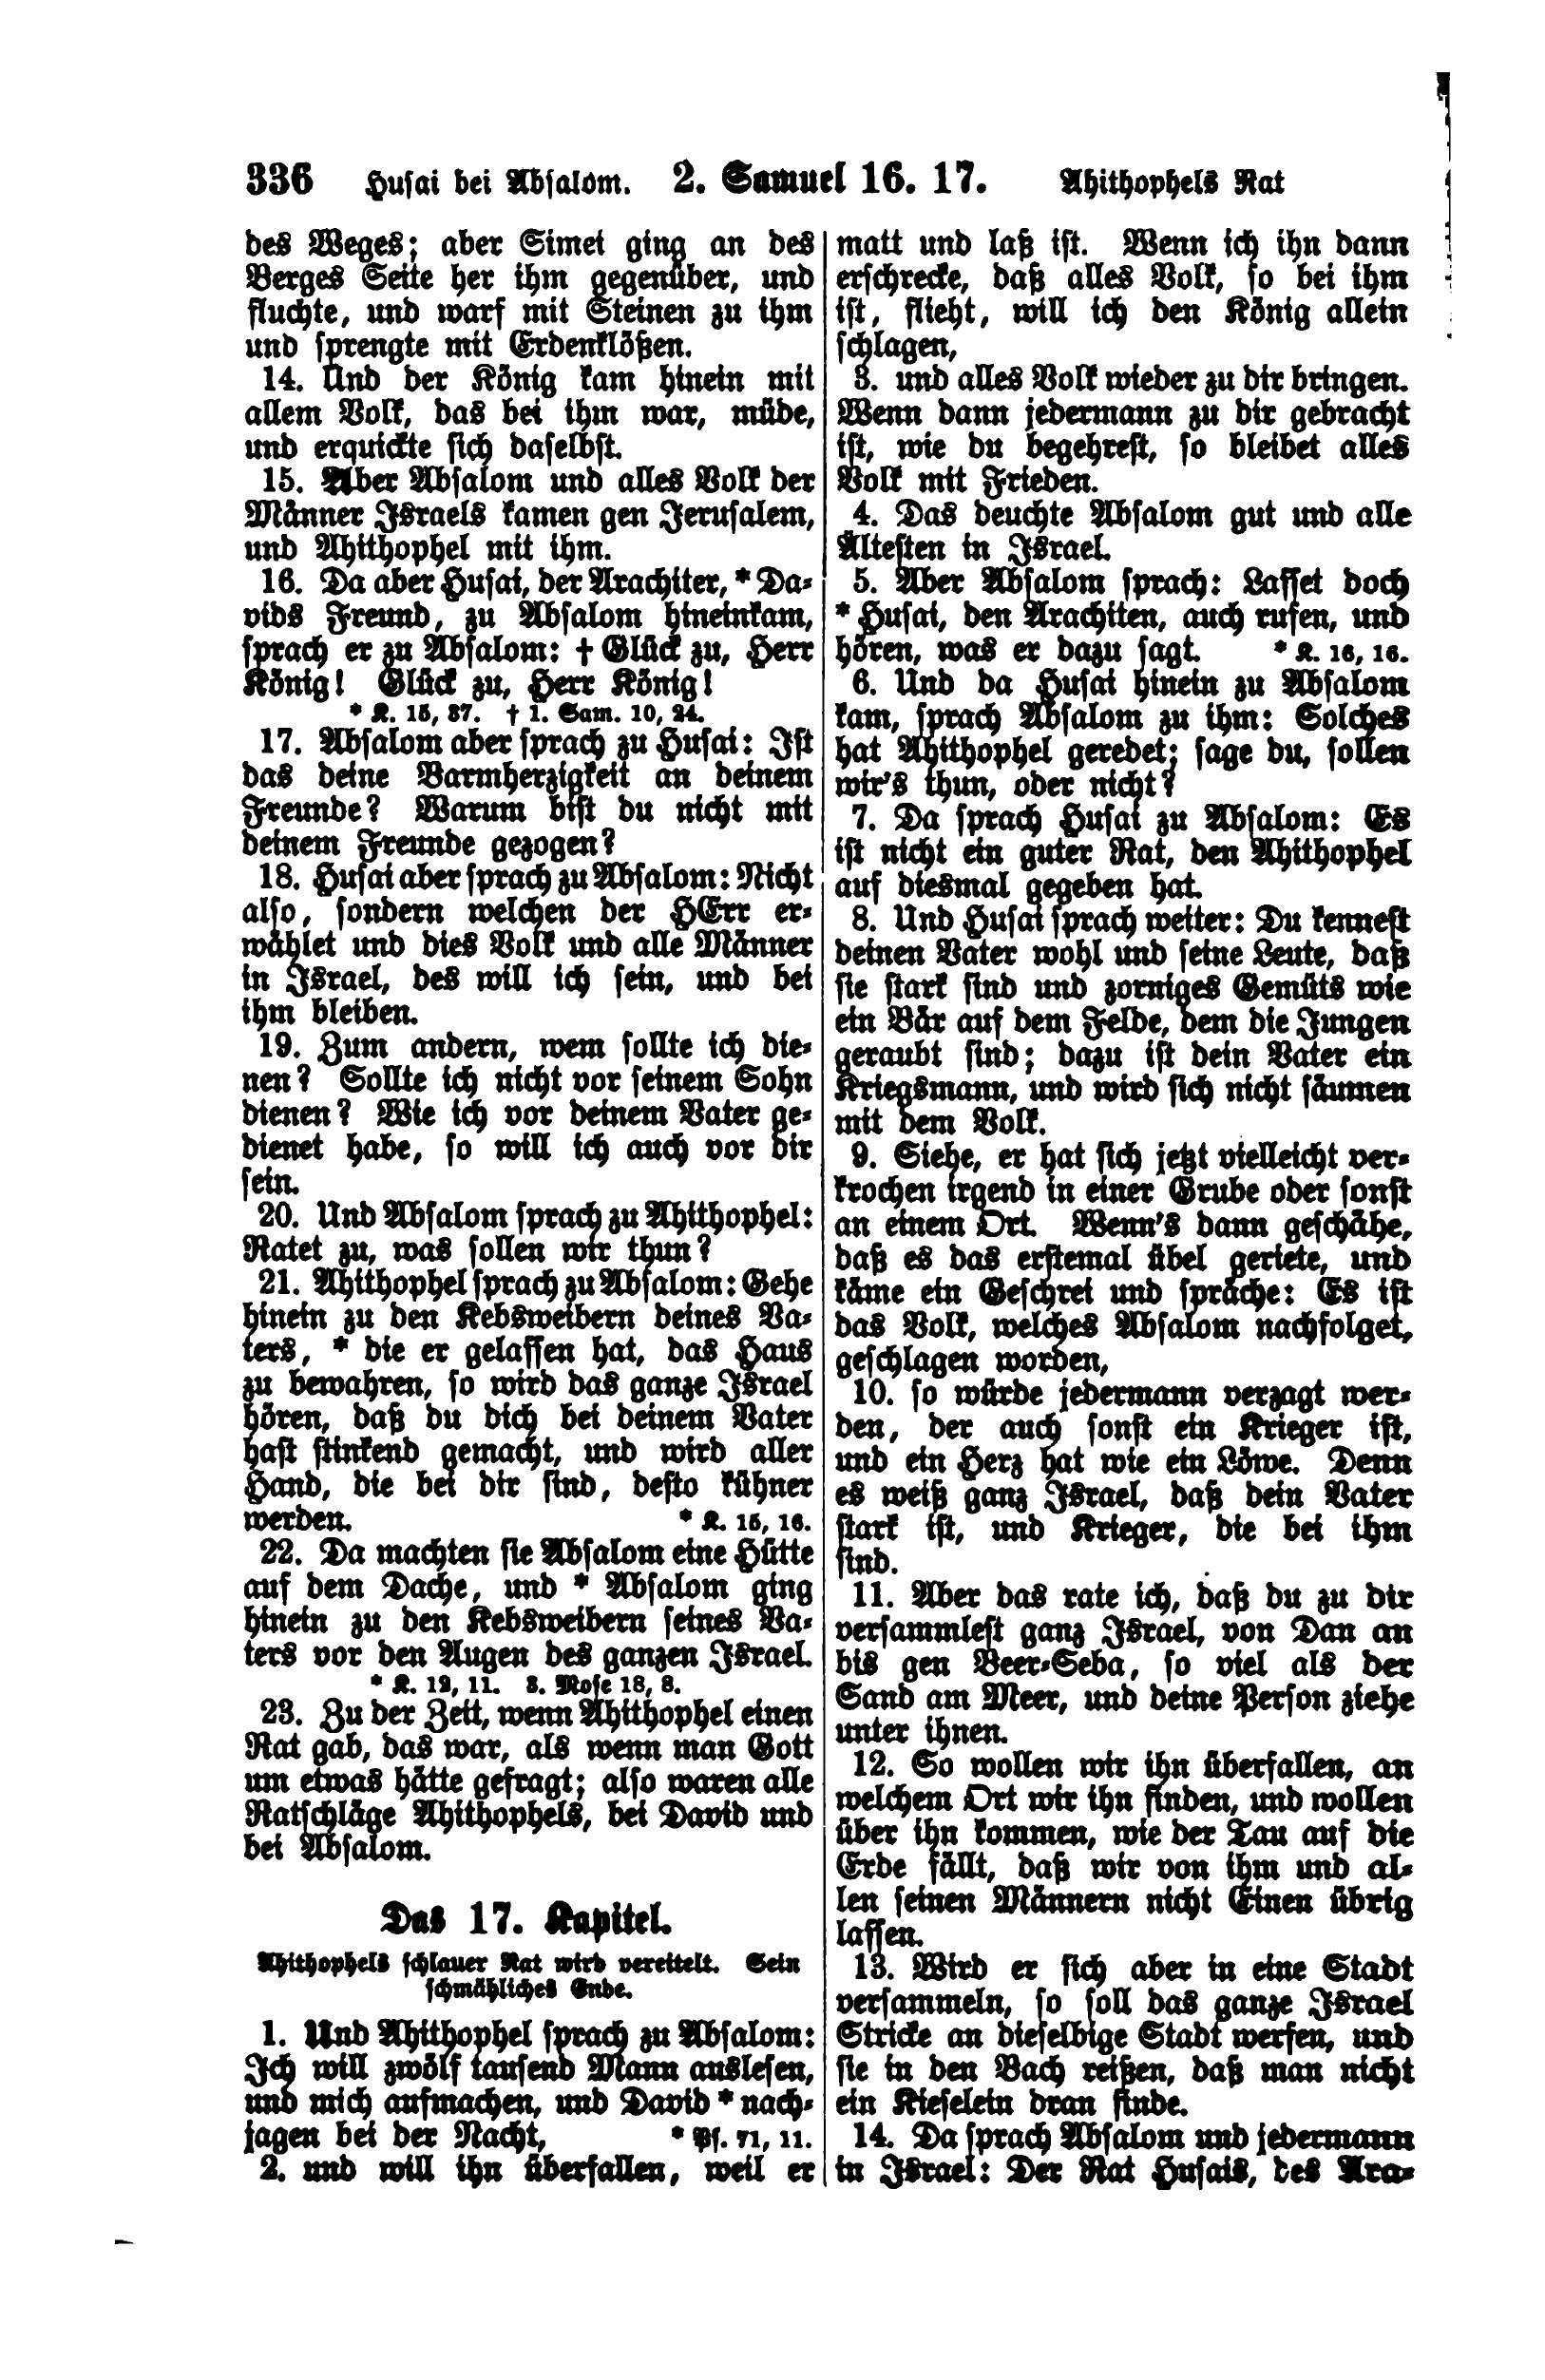 336 Husai bei Absalom. 2. Samuel 16. 17. Ahithophels Rat
des Weges; aber Simei ging an des
Berges Seite her ihm gegenüber, und
fluchte, und warf mit Steinen zu ihm
und sprengte mit Erdenklößen.
14. Und der König kam hinein mit
allem Volk, das bei ihm war, müde,
und erquickte sich daselbst.
15. Aber Absalom und alles Volk der
Männer Israels kamen gen Jerusalem,
und Ahithophel mit ihm.
16. Da aber Husai, der Arachiter, * Da-
vids Freund, zu Absalom hineinkam,
sprach er zu Absalom: † Glück zu, Herr
König! Glück zu, Herr König!
* K. 15, 37. † 1. Sam. 10, 24.
17. Absalom aber sprach zu Husai: Ist
das deine Barmherzigkeit an deinem
Freunde? Warum bist du nicht mit
deinem Freunde gezogen?
18. Husai aber sprach zu Absalom: Nicht
also, sondern welchen der HErr er-
wählet und dies Volk und alle Männer
in Israel, des will ich sein, und bei
ihm bleiben.
19. Zum andern, wem sollte ich die-
nen? Sollte ich nicht vor seinem Sohn
dienen? Wie ich vor deinem Vater ge-
dienet habe, so will ich auch vor dir
sein.
20. Und Absalom sprach zu Ahithophel:
Ratet zu, was sollen wir thun?
21. Ahithophel sprach zu Absalom: Gehe
hinein zu den Kebsweibern deines Va-
ters, * die er gelassen hat, das Haus
zu bewahren, so wird das ganze Israel
hören, daß du dich bei deinem Vater
hast stinkend gemacht, und wird aller
Hand, die bei dir sind, desto kühner
werden. * K. 15, 16.
22. Da machten sie Absalom eine Hütte
auf dem Dache, und * Absalom ging
hinein zu den Kebsweibern seines Va-
ters vor den Augen des ganzen Israel.
* K. 12, 11. 3. Mose 18, 8.
23. Zu der Zeit, wenn Ahithophel einen
Rat gab, das war, als wenn man Gott
um etwas hätte gefragt; also waren alle
Ratschläge Ahithophels, bei David und
bei Absalom.
Das 17. Kapitel.
Ahithophels schlauer Rat wird vereitelt. Sein
schmähliches Ende.
1. Und Ahithophel sprach zu Absalom:
Ich will zwölf tausend Mann auslesen,
und mich aufmachen, und David * nach-
jagen bei der Nacht, * Ps. 71, 11.
2. und will ihn überfallen, weil er
matt und laß ist. Wenn ich ihn dann
erschrecke, daß alles Volk, so bei ihm
ist, flieht, will ich den König allein
schlagen,
3. und alles Volk wieder zu dir bringen.
Wenn dann jedermann zu dir gebracht
ist, wie du begehrest, so bleibet alles
Volk mit Frieden.
4. Das deuchte Absalom gut und alle
Ältesten in Israel.
5. Aber Absalom sprach: Lasset doch
* Husai, den Arachiten, auch rufen, und
hören, was er dazu sagt. * K. 16, 16.
6. Und da Husai hinein zu Absalom
kam, sprach Absalom zu ihm: Solches
hat Ahithophel geredet; sage du, sollen
wir's thun, oder nicht?
7. Da sprach Husai zu Absalom: Es
ist nicht ein guter Rat, den Ahithophel
auf diesmal gegeben hat.
8. Und Husai sprach weiter: Du kennest
deinen Vater wohl und seine Leute, daß
sie stark sind und zorniges Gemüts wie
ein Bär auf dem Felde, dem die Jungen
geraubt sind; dazu ist dein Vater ein
Kriegsmann, und wird sich nicht säumen
mit dem Volk.
9. Siehe, er hat sich jetzt vielleicht ver-
krochen irgend in einer Grube oder sonst
an einem Ort. Wenn's dann geschähe,
daß es das erstemal übel geriete, und
käme ein Geschrei und spräche: Es ist
das Volk, welches Absalom nachfolget,
geschlagen worden,
10. so würde jedermann verzagt wer-
den, der auch sonst ein Krieger ist,
und ein Herz hat wie ein Löwe. Denn
es weiß ganz Israel, daß dein Vater
stark ist, und Krieger, die bei ihm
sind.
11. Aber das rate ich, daß du zu dir
versammlest ganz Israel, von Dan an
bis gen Beer-Seba, so viel als der
Sand am Meer, und deine Person ziehe
unter ihnen.
12. So wollen wir ihn überfallen, an
welchem Ort wir ihn finden, und wollen
über ihn kommen, wie der Tau auf die
Erde fällt, daß wir von ihm und al-
len seinen Männern nicht Einen übrig
lassen.
13. Wird er sich aber in eine Stadt
versammeln, so soll das ganze Israel
Stricke an dieselbige Stadt werfen, und
sie in den Bach reißen, daß man nicht
ein Kieselein dran finde.
14. Da sprach Absalom und jedermann
in Israel: Der Rat Husais, des Ara-